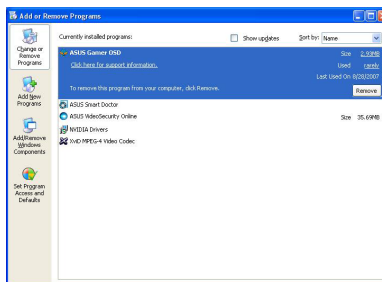 Add or Remove Programs
Change or
Remove
Programs
Add New
Programs
Add/Remove
Windows
Components
Set Program
Access and
Defaults
Currently installed programs:
Show updates
Sort by: Name
ASUS Gamer OSD
Size 2.93MB
Click here for support information.
Used rarely
Last Used On 8/28/2007
To remove this program from your computer, click Remove.
Remove
ASUS Smart Doctor
ASUS VideoSecurity Online
Size 35.69MB
NVIDIA Drivers
XviD MPEG-4 Video Codec